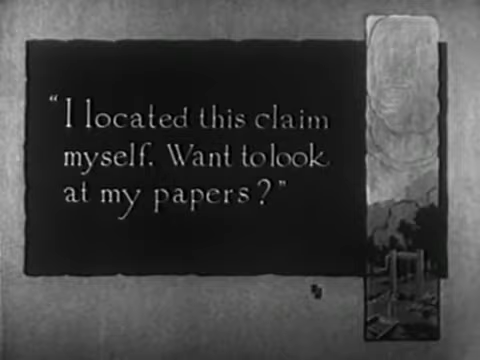 “I located this claim
myself. Want to look
at my papers?”